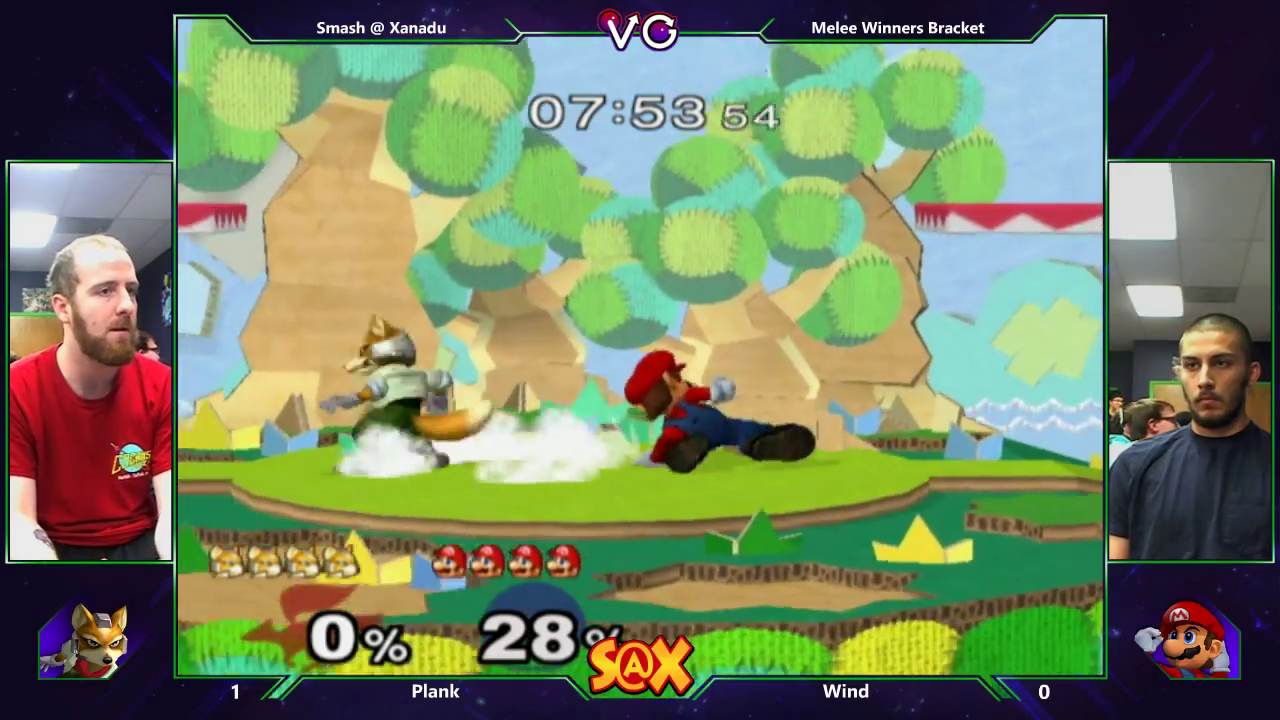 Smash @ Xanadu
VG
Melee Winners Bracket
07:53 54
0%
28%
S@X
1
Plank
Wind
0